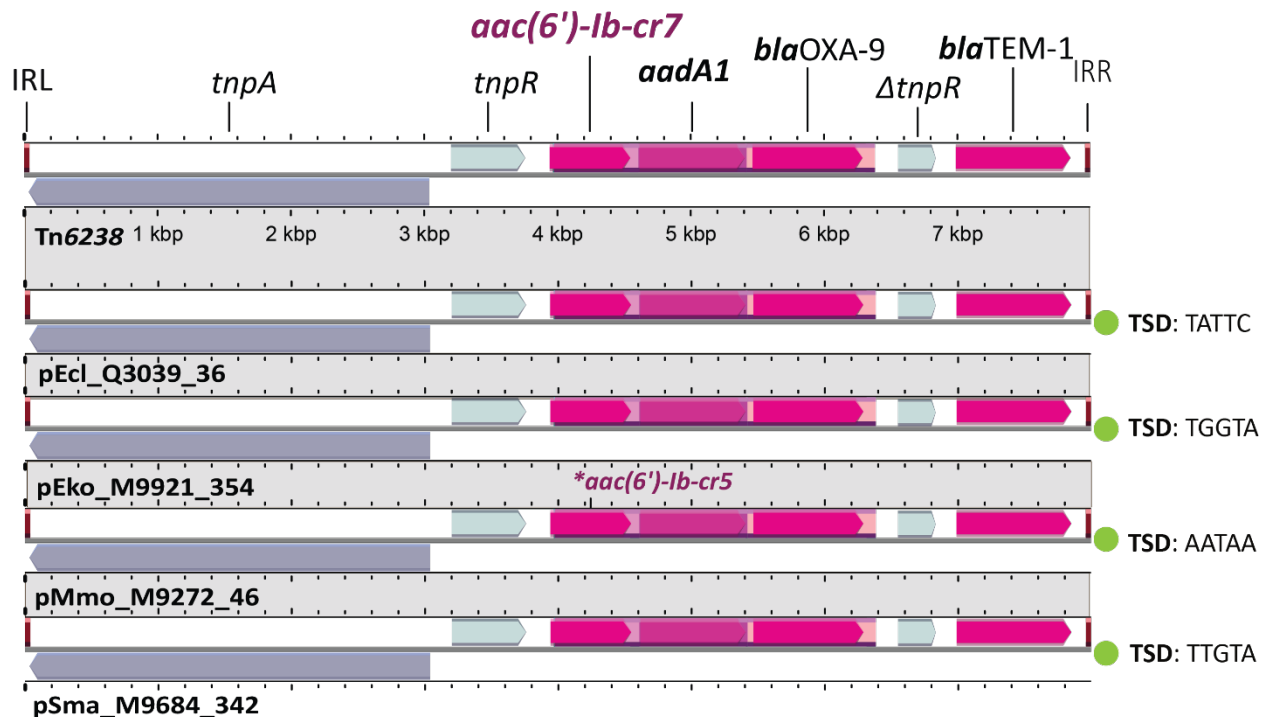 aac(6')-Ib-cr7
IRL tnpA tnpR aadA1 blaOXA-9 ΔtnpR blaTEM-1 IRR
Tn6238 1 kbp 2 kbp 3 kbp 4 kbp 5 kbp 6 kbp 7 kbp
TSD: TATTC
pEcl_Q3039_36
TSD: TGGTA
pEko_M9921_354
*aac(6')-Ib-cr5
TSD: AATAA
pMmo_M9272_46
TSD: TTGTA
pSma_M9684_342